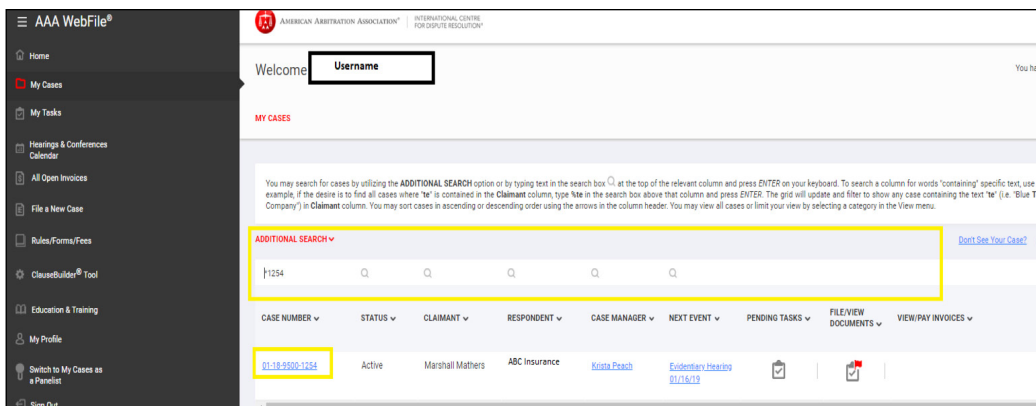 ☰ AAA WebFile®
Home
My Cases
My Tasks
Hearings & Conferences
Calendar
All Open Invoices
File a New Case
Rules/Forms/Fees
ClauseBuilder® Tool
Education & Training
My Profile
Switch to My Cases as
a Panelist
Sign Out
AMERICAN ARBITRATION ASSOCIATION®
INTERNATIONAL CENTRE
FOR DISPUTE RESOLUTION®
Welcome Username
You ha
MY CASES
You may search for cases by utilizing the ADDITIONAL SEARCH option or by typing text in the search box at the top of the relevant column and press ENTER on your keyboard. To search a column for words "containing" specific text, use
example, if the desire is to find all cases where "te" is contained in the Claimant column, type %te in the search box above that column and press ENTER. The grid will update and filter to show any case containing the text "te" (i.e. "Blue T
Company") in Claimant column. You may sort cases in ascending or descending order using the arrows in the column header. You may view all cases or limit your view by selecting a category in the View menu.
ADDITIONAL SEARCH
Don't See Your Case?
*1254
CASE NUMBER STATUS CLAIMANT RESPONDENT CASE MANAGER NEXT EVENT PENDING TASKS FILE/VIEW DOCUMENTS VIEW/PAY INVOICES
01-18-9500-1254 Active Marshall Mathers ABC Insurance Krista Peach Evidentiary Hearing
01/16/19